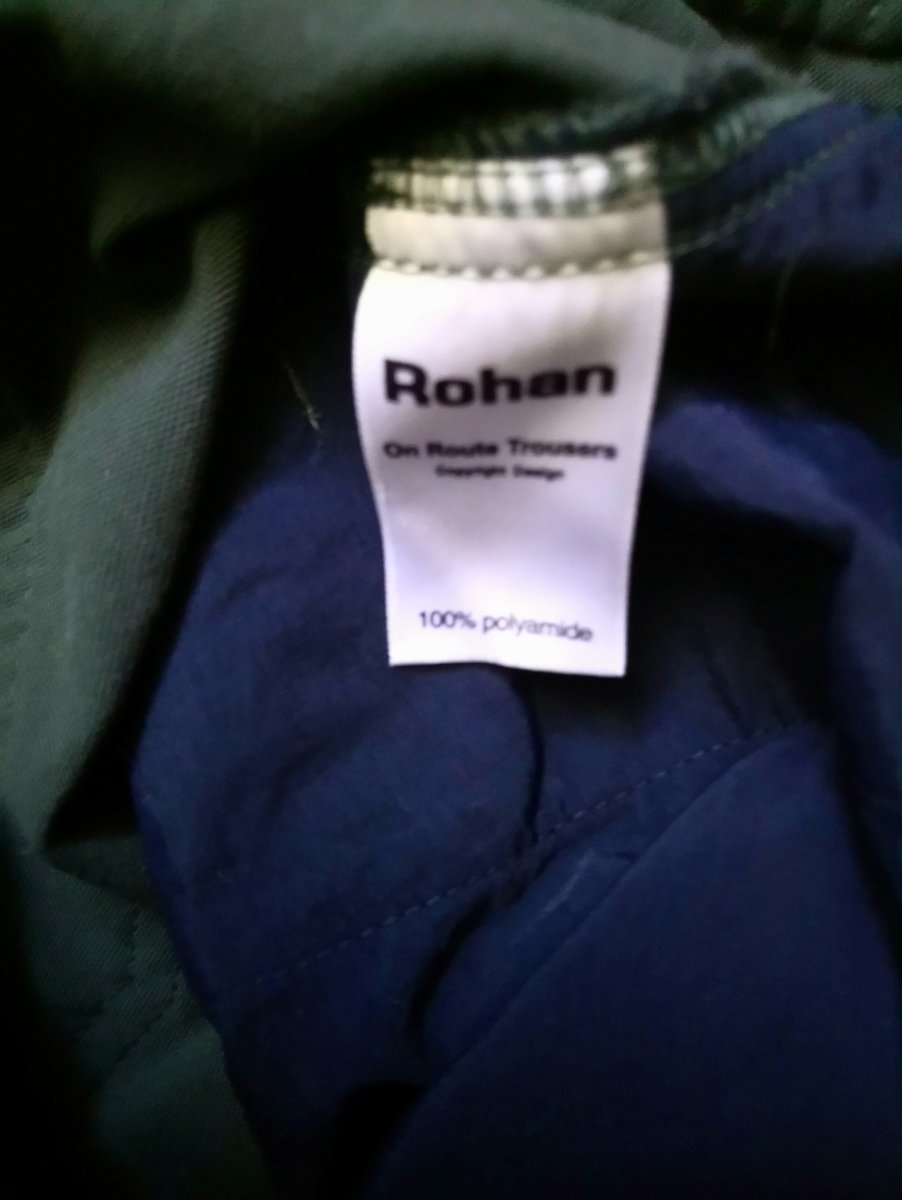 Rohan
On Route Trousers
Copyright Design
100% polyamide